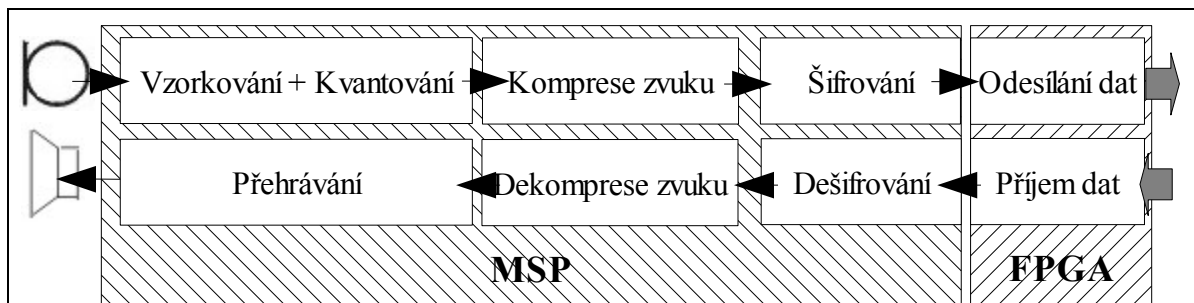 Vzorkování + Kvantování Komprese zvuku Šifrování Odesílání dat
Přehrávání Dekomprese zvuku Dešifrování Příjem dat
MSP FPGA